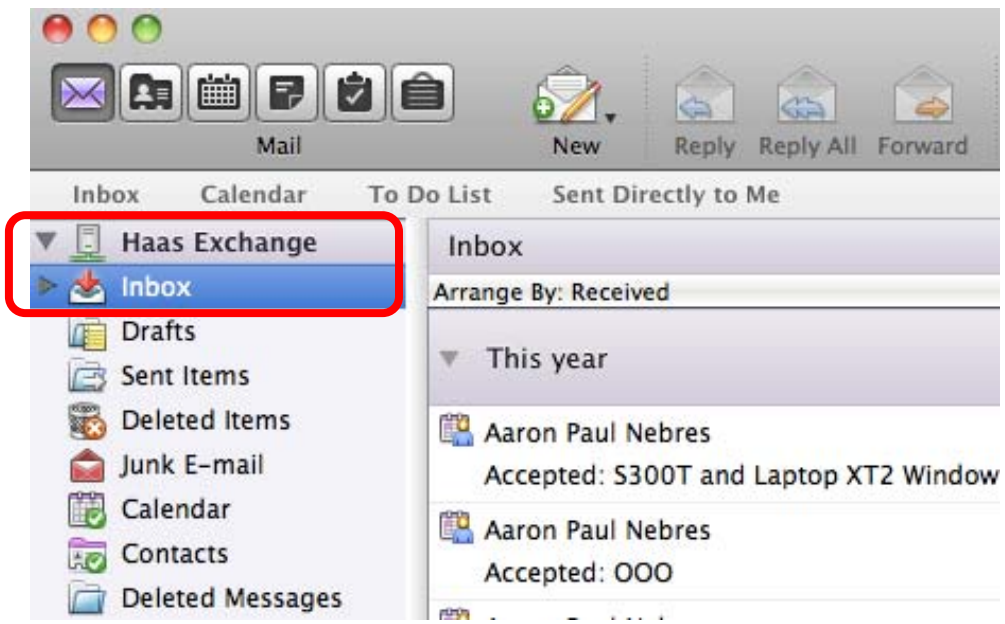 Mail
New
Reply
Reply All
Forward
Inbox
Calendar
To Do List
Sent Directly to Me
Haas Exchange
Inbox
Drafts
Sent Items
Deleted Items
Junk E-mail
Calendar
Contacts
Deleted Messages
Inbox
Arrange By: Received
This year
Aaron Paul Nebres
Accepted: S300T and Laptop XT2 Window
Aaron Paul Nebres
Accepted: OOO